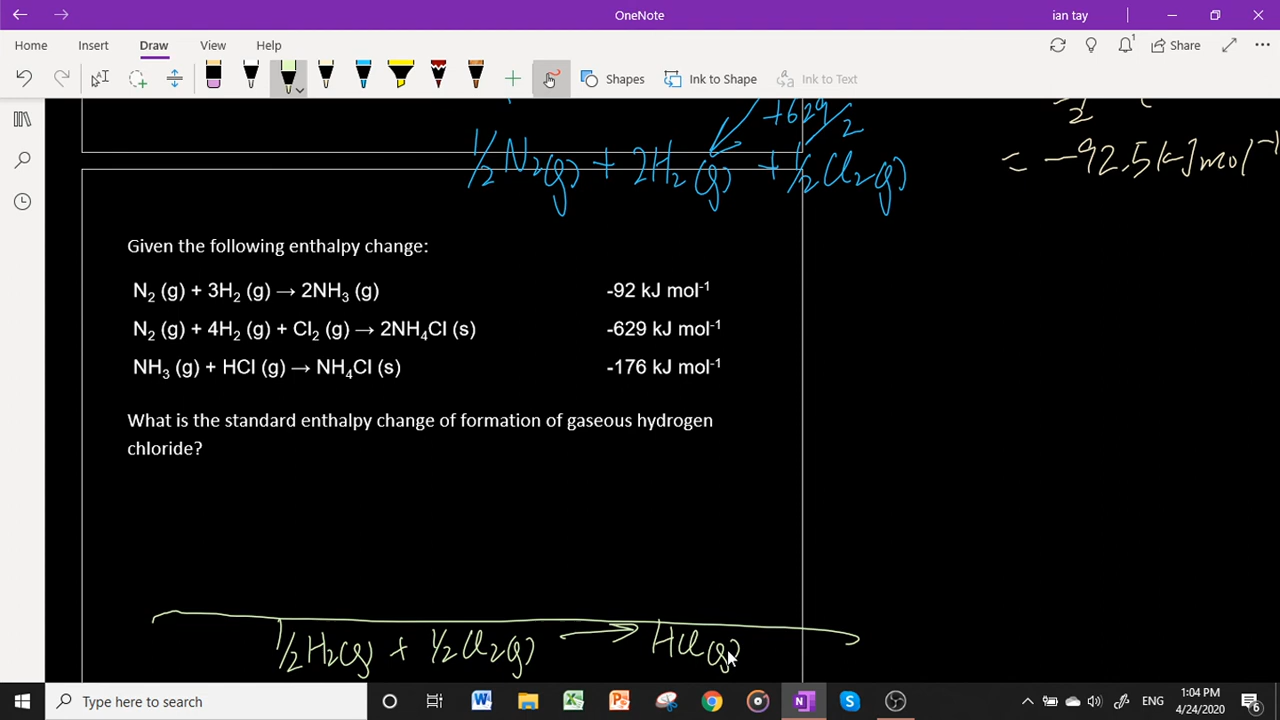 OneNote
ian tay
Home Insert Draw View Help
Share
Shapes Ink to Shape Ink to Text
+629/2
½N₂(g) + 2H₂(g) + ½Cl₂(g)
2
= -92.5kJmol⁻¹
Given the following enthalpy change:
N₂ (g) + 3H₂ (g) → 2NH₃ (g) -92 kJ mol⁻¹
N₂ (g) + 4H₂ (g) + Cl₂ (g) → 2NH₄Cl (s) -629 kJ mol⁻¹
NH₃ (g) + HCl (g) → NH₄Cl (s) -176 kJ mol⁻¹
What is the standard enthalpy change of formation of gaseous hydrogen
chloride?
½H₂(g) + ½Cl₂(g) → HCl(g)
Type here to search
ENG
1:04 PM
4/24/2020
6